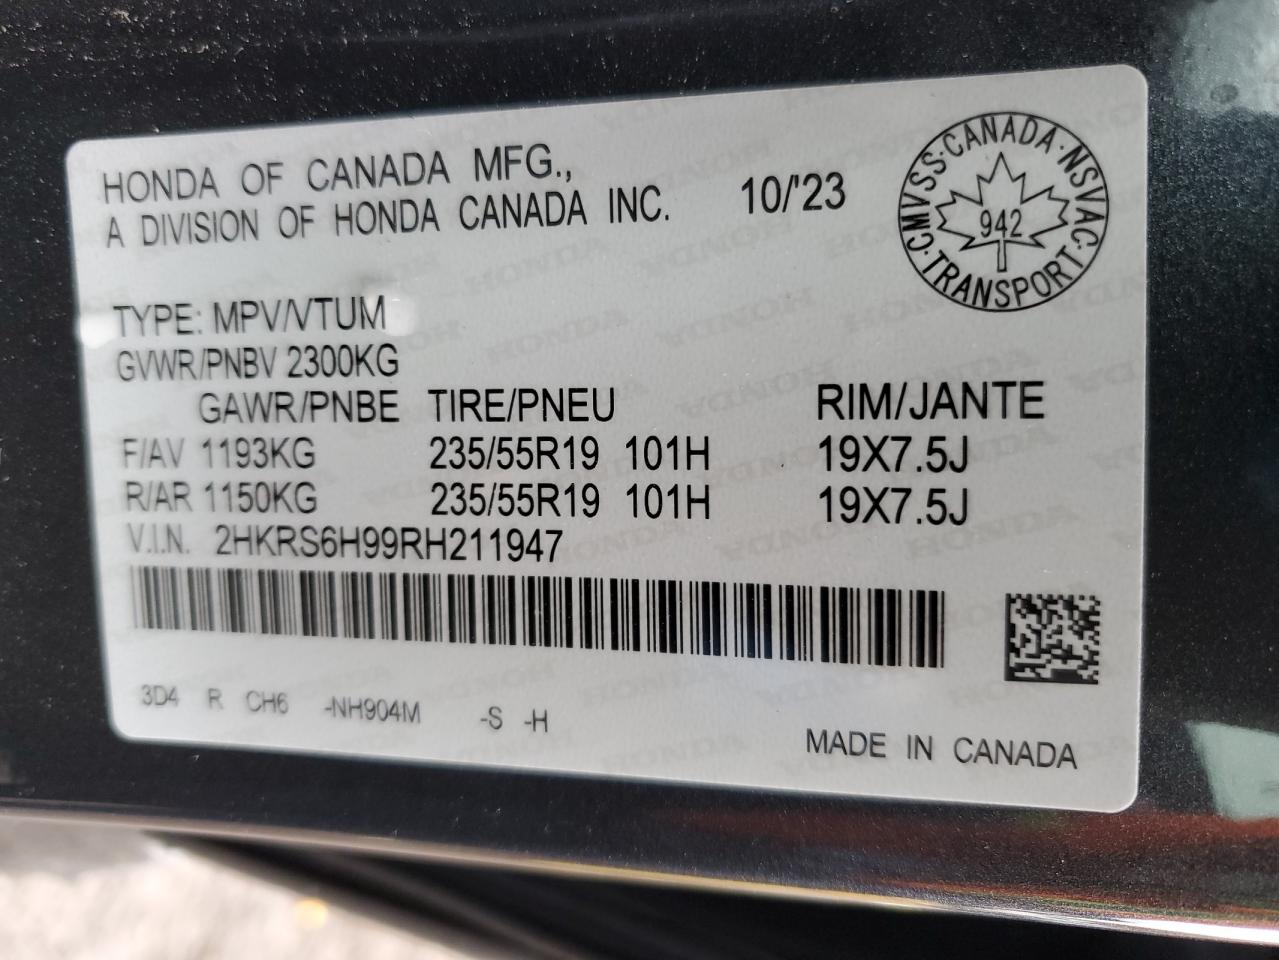 HONDA OF CANADA MFG.,
A DIVISION OF HONDA CANADA INC.
10/'23
CMVSS·CANADA·NSVAC·TRANSPORT·
942
TYPE: MPV/VTUM
GVWR/PNBV 2300KG
GAWR/PNBE TIRE/PNEU RIM/JANTE
F/AV 1193KG 235/55R19 101H 19X7.5J
R/AR 1150KG 235/55R19 101H 19X7.5J
V.I.N. 2HKRS6H99RH211947
3D4 R CH6 -NH904M -S -H
MADE IN CANADA